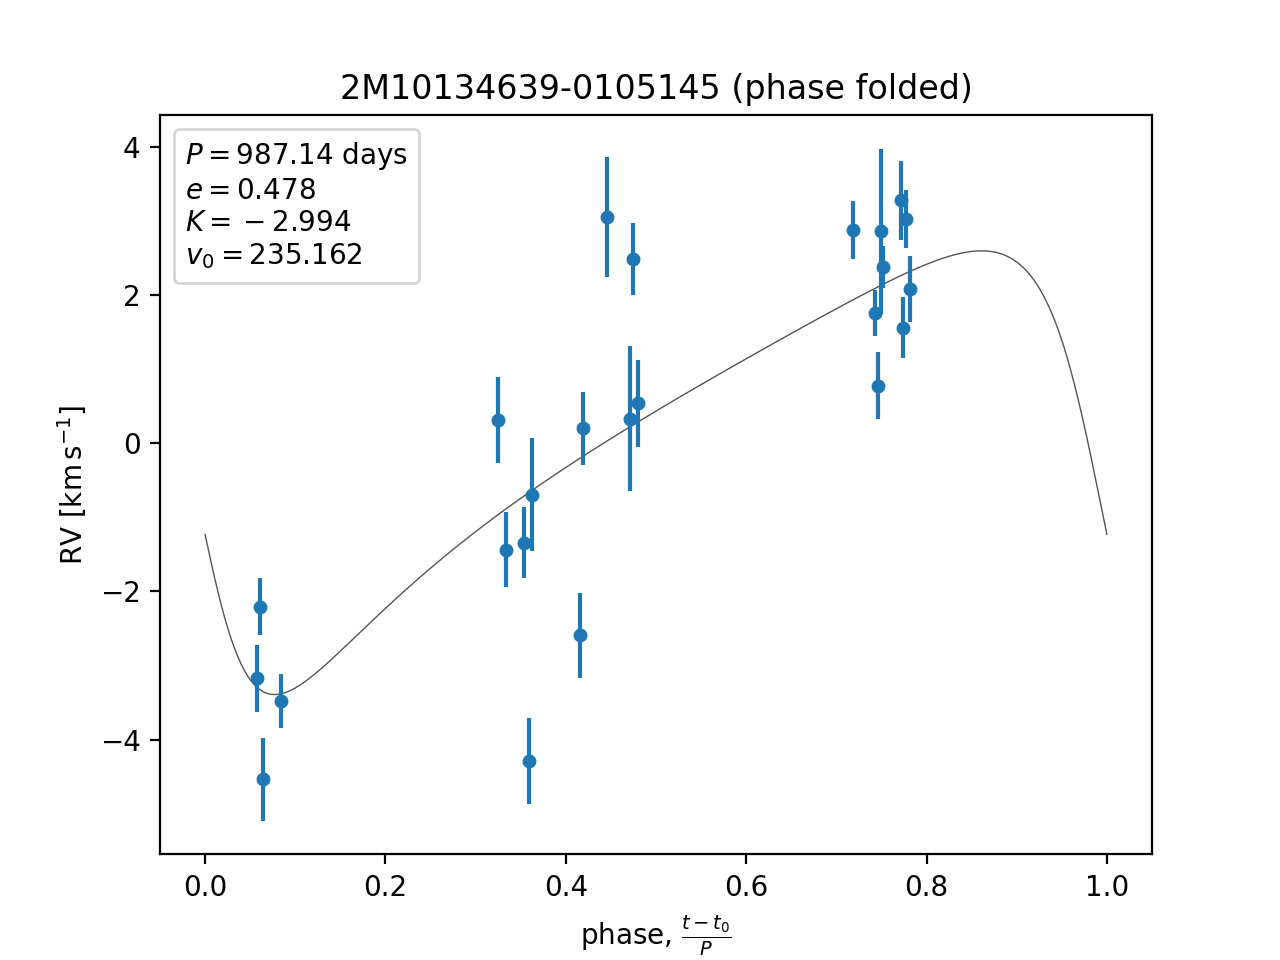 2M10134639-0105145 (phase folded)
P = 987.14 days
e = 0.478
K = −2.994
v₀ = 235.162
RV [km s⁻¹]
4
2
0
−2
−4
0.0 0.2 0.4 0.6 0.8 1.0
phase, (t − t₀)/P